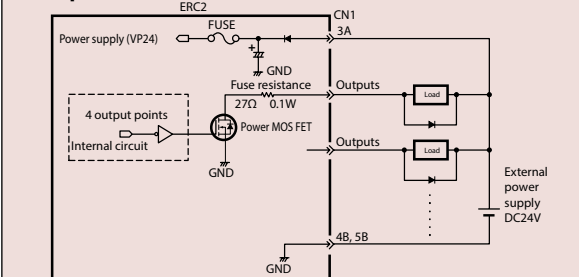 ERC2
CN1
FUSE
3A
Power supply (VP24)
+
GND
Fuse resistance
Outputs
27Ω 0.1W
Load
4 output points
Power MOS FET
Internal circuit
Outputs
Load
GND
External
power
supply
DC24V
4B, 5B
GND